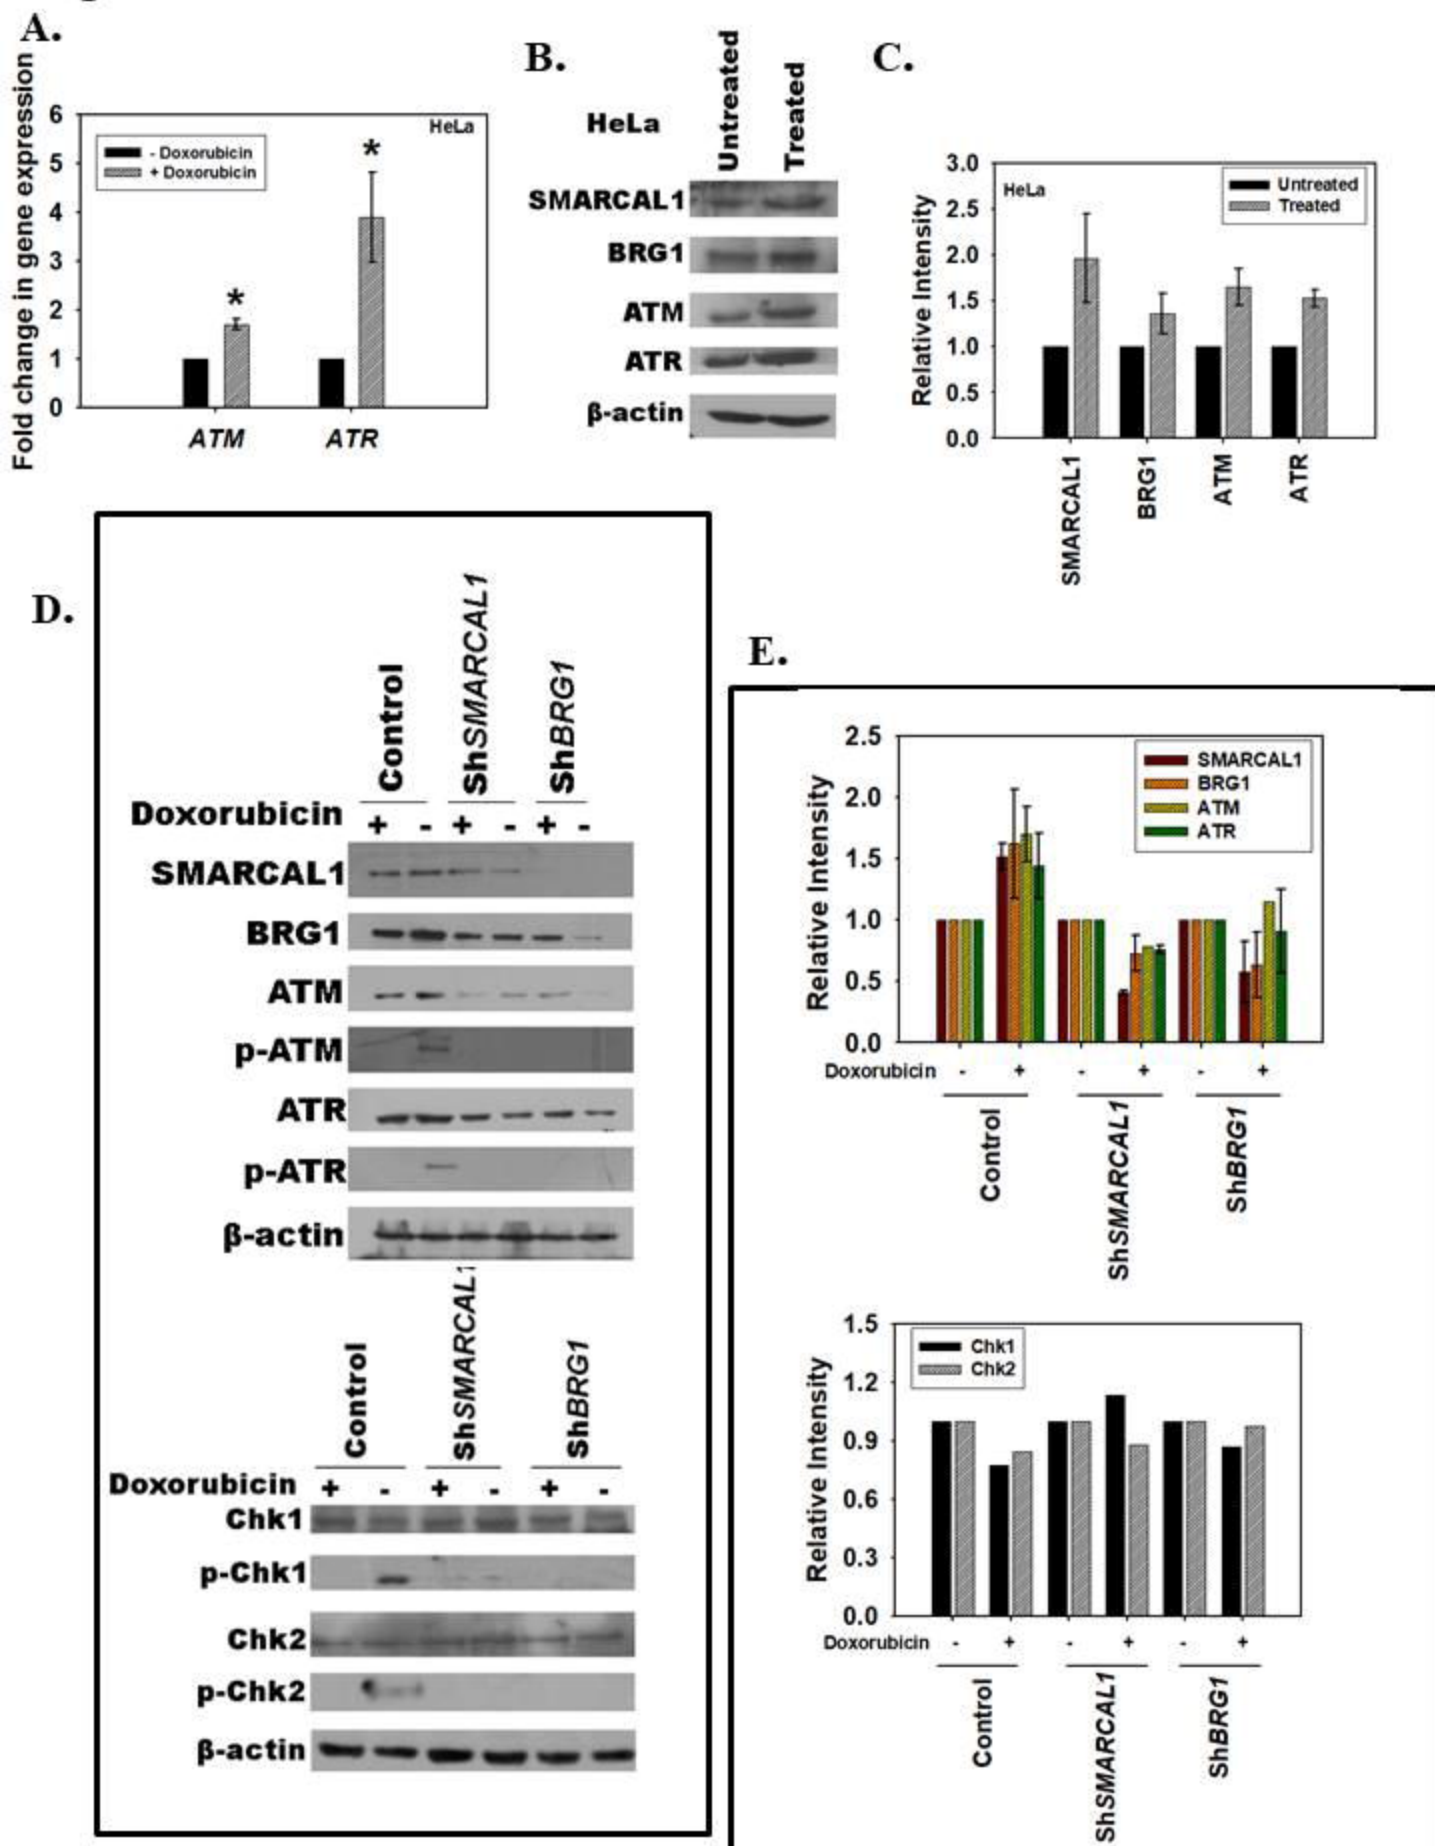 A.
Fold change in gene expression
6
5
4
3
2
1
0
HeLa
- Doxorubicin
+ Doxorubicin
*
*
ATM
ATR
B.
HeLa
Untreated
Treated
SMARCAL1
BRG1
ATM
ATR
β-actin
C.
Relative Intensity
3.0
2.5
2.0
1.5
1.0
0.5
0.0
HeLa
Untreated
Treated
SMARCAL1
BRG1
ATM
ATR
D.
Control
ShSMARCAL1
ShBRG1
Doxorubicin + - + - + -
SMARCAL1
BRG1
ATM
p-ATM
ATR
p-ATR
β-actin
Control
ShSMARCAL1
ShBRG1
Doxorubicin + - + - + -
Chk1
p-Chk1
Chk2
p-Chk2
β-actin
E.
Relative Intensity
2.5
2.0
1.5
1.0
0.5
0.0
SMARCAL1
BRG1
ATM
ATR
Doxorubicin - + - + - +
Control
ShSMARCAL1
ShBRG1
Relative Intensity
1.5
1.2
0.9
0.6
0.3
0.0
Chk1
Chk2
Doxorubicin - + - + - +
Control
ShSMARCAL1
ShBRG1